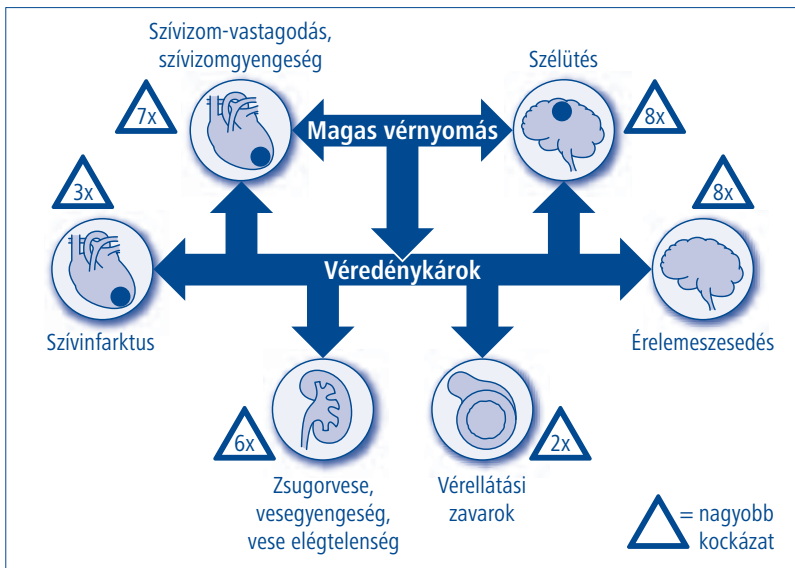 Szívizom-vastagodás,
szívizomgyengeség
Szélütés
7x
Magas vérnyomás
8x
3x
8x
Véredénykárok
Szívinfarktus
Érelemeszesedés
6x
2x
Zsugorvese,
vesegyengeség,
vese elégtelenség
Vérellátási
zavarok
= nagyobb
kockázat